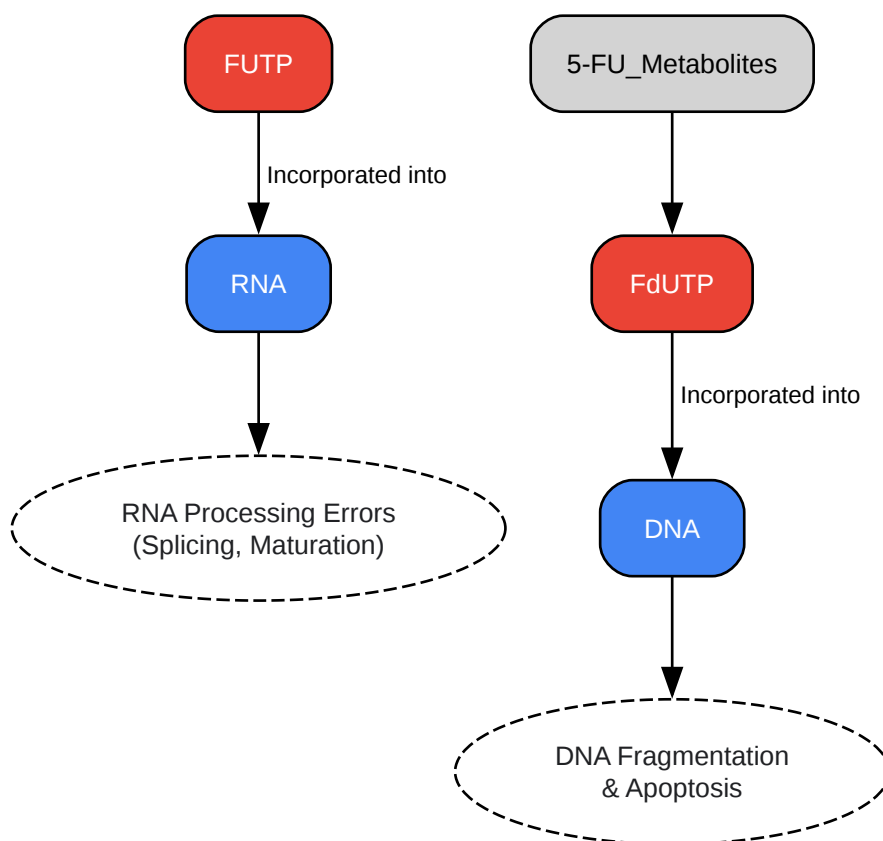 FUTP
5-FU_Metabolites
Incorporated into
RNA
FdUTP
Incorporated into
RNA Processing Errors
(Splicing, Maturation)
DNA
DNA Fragmentation
& Apoptosis